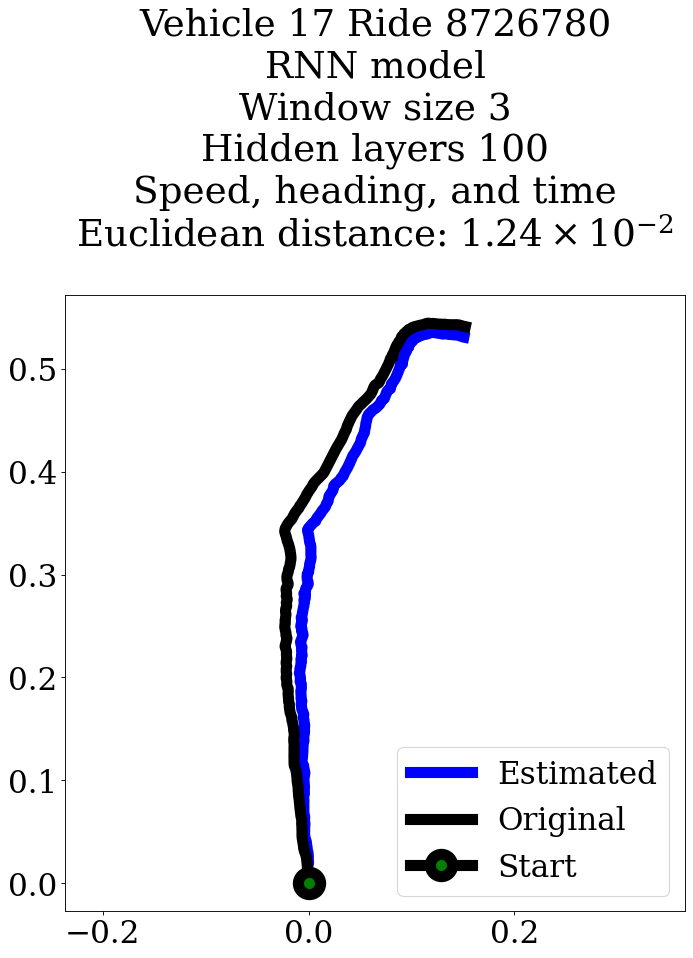 Vehicle 17 Ride 8726780
RNN model
Window size 3
Hidden layers 100
Speed, heading, and time
Euclidean distance: 1.24 × 10⁻²
0.5
0.4
0.3
0.2
0.1
0.0
−0.2 0.0 0.2
Estimated
Original
Start